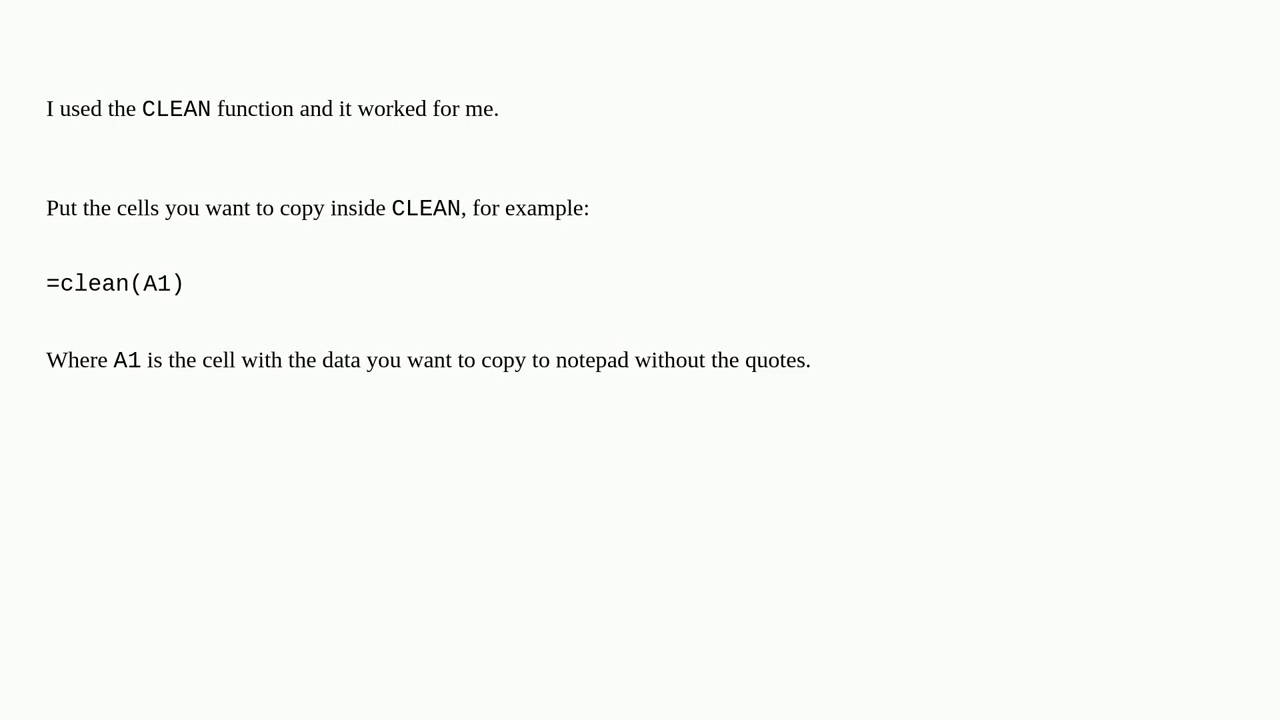 I used the CLEAN function and it worked for me.
Put the cells you want to copy inside CLEAN, for example:
=clean(A1)
Where A1 is the cell with the data you want to copy to notepad without the quotes.